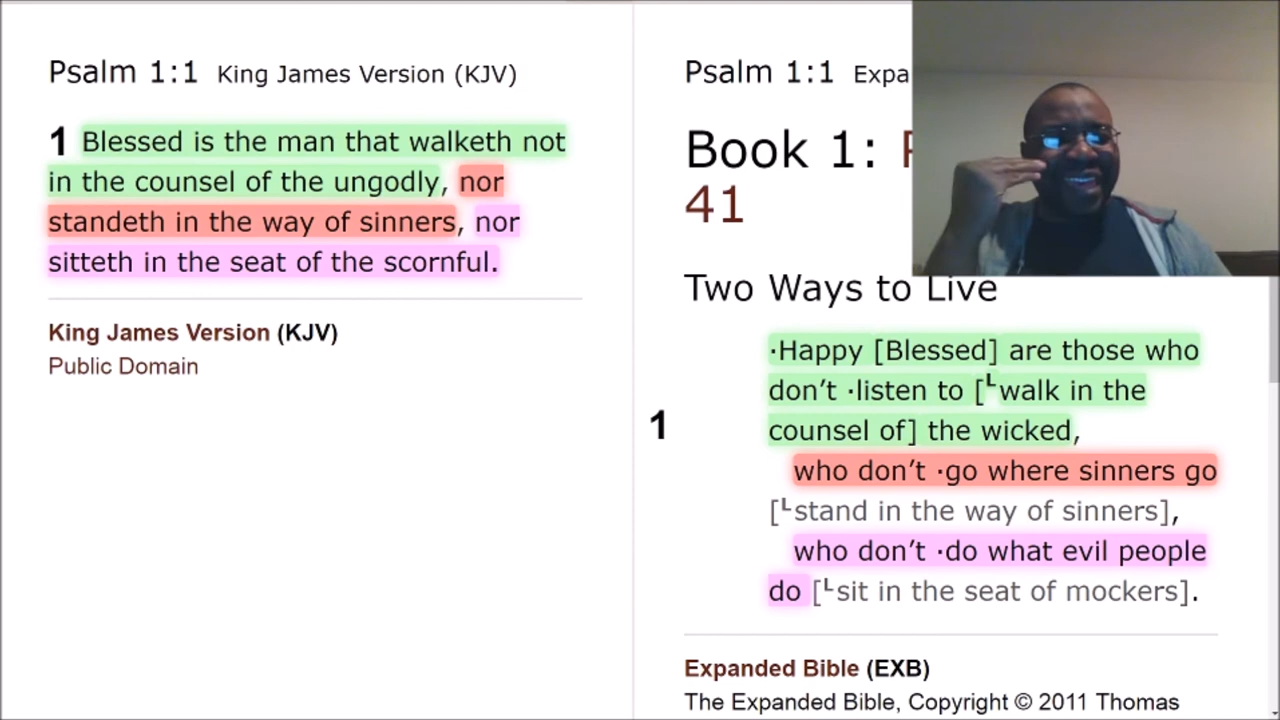 Psalm 1:1 King James Version (KJV)
1 Blessed is the man that walketh not
in the counsel of the ungodly, nor
standeth in the way of sinners, nor
sitteth in the seat of the scornful.
King James Version (KJV)
Public Domain
Psalm 1:1
Book 1:
41
Two Ways to Live
·Happy [Blessed] are those who
don’t ·listen to [ᴸwalk in the
1 counsel of] the wicked,
who don’t ·go where sinners go
[ᴸstand in the way of sinners],
who don’t ·do what evil people
do [ᴸsit in the seat of mockers].
Expanded Bible (EXB)
The Expanded Bible, Copyright © 2011 Thomas